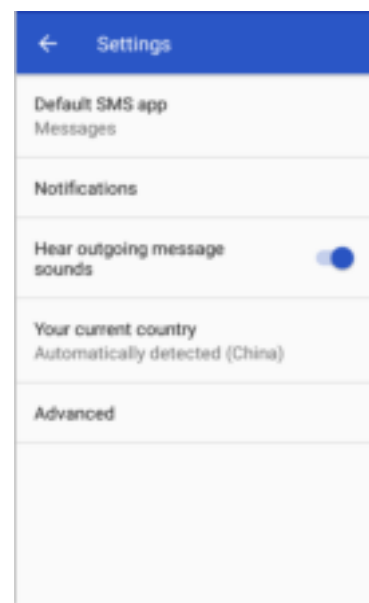 Settings
Default SMS app
Messages
Notifications
Hear outgoing message
sounds
Your current country
Automatically detected (China)
Advanced